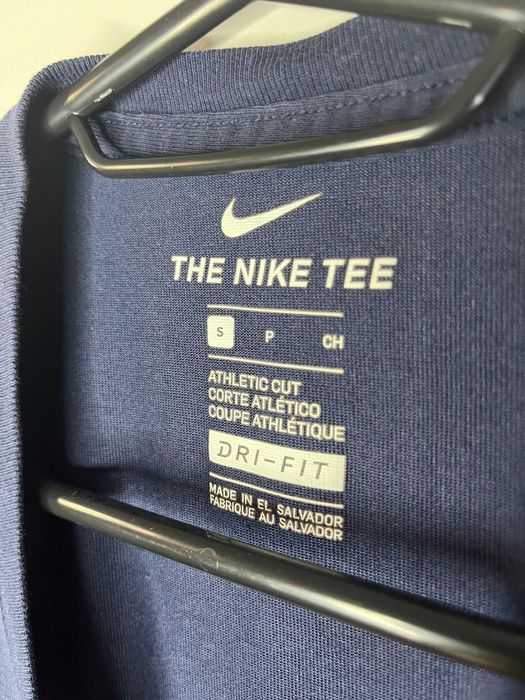 THE NIKE TEE
S P CH
ATHLETIC CUT
CORTE ATLÉTICO
COUPE ATHLÉTIQUE
DRI-FIT
MADE IN EL SALVADOR
FABRIQUE AU SALVADOR